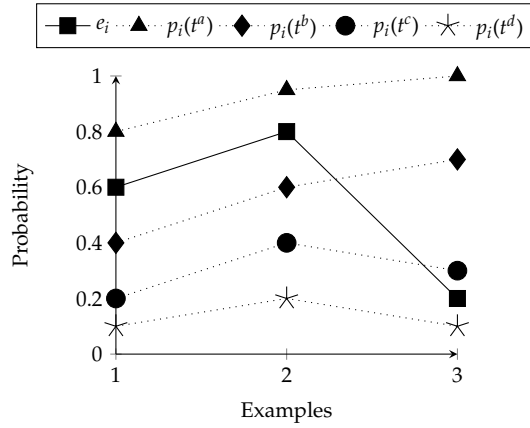 e_i p_i(t^a) p_i(t^b) p_i(t^c) p_i(t^d)
1
0.8
0.6
0.4
0.2
0
Probability
1 2 3
Examples